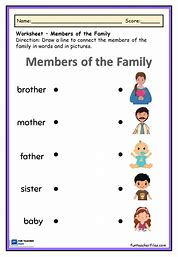 Name: Score:
Worksheet - Members of the Family
Direction: Draw a line to connect the members of the
family in words and in pictures.
Members of the Family
brother
mother
father
sister
baby
funteacherfiles.com